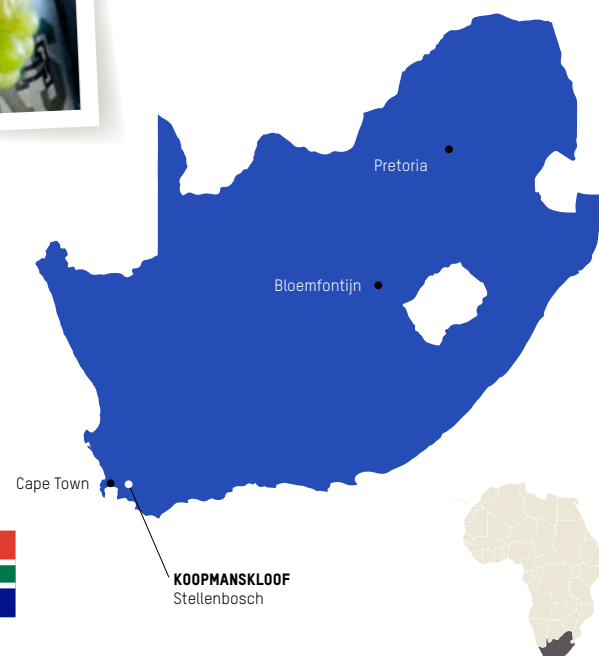 Pretoria
Bloemfontijn
Cape Town
KOOPMANSKLOOF
Stellenbosch